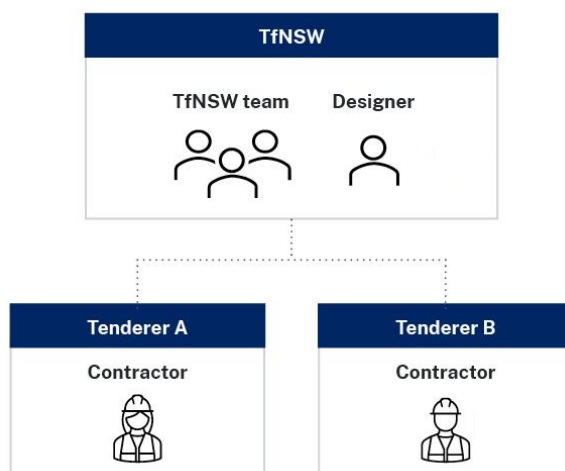 TfNSW
TfNSW team
Designer
Tenderer A
Tenderer B
Contractor
Contractor